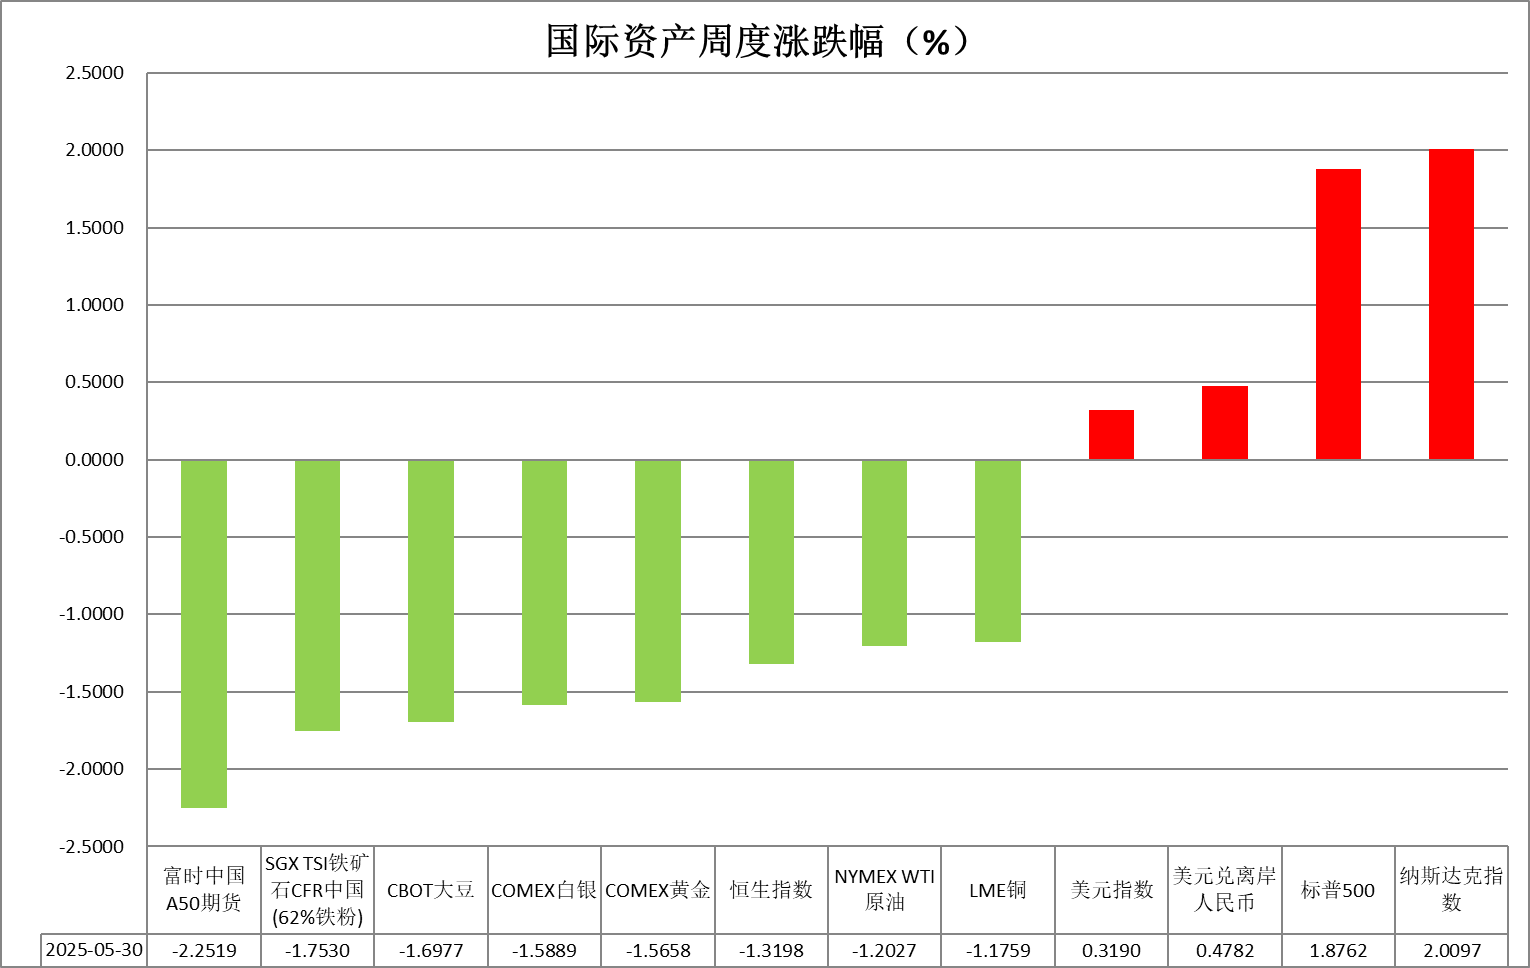 国际资产周度涨跌幅（%）
2.5000
2.0000
1.5000
1.0000
0.5000
0.0000
-0.5000
-1.0000
-1.5000
-2.0000
-2.5000
富时中国
A50期货
SGX TSI铁矿
石CFR中国
(62%铁粉)
CBOT大豆
COMEX白银
COMEX黄金
恒生指数
NYMEX WTI
原油
LME铜
美元指数
美元兑离岸
人民币
标普500
纳斯达克指
数
2025-05-30 -2.2519 -1.7530 -1.6977 -1.5889 -1.5658 -1.3198 -1.2027 -1.1759 0.3190 0.4782 1.8762 2.0097